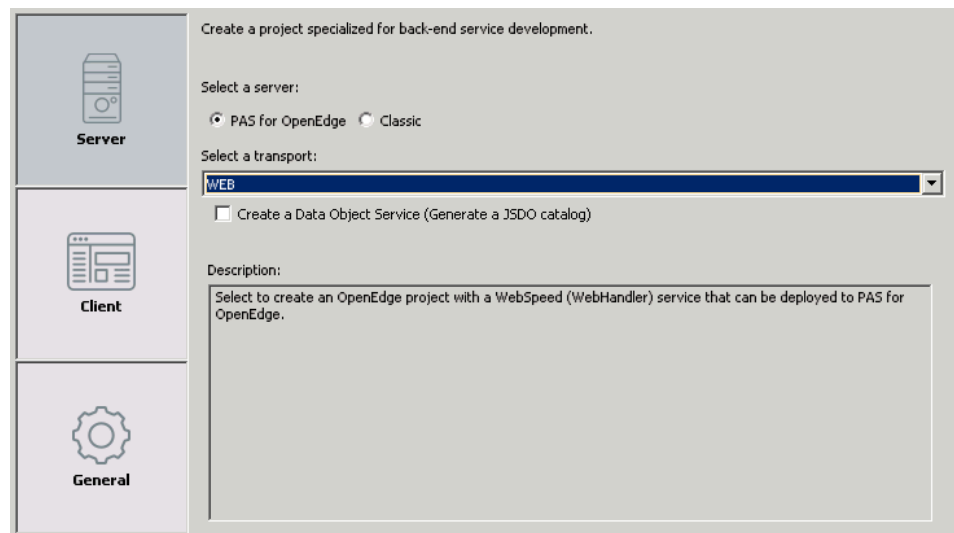 Create a project specialized for back-end service development.
Server
Select a server:
PAS for OpenEdge Classic
Select a transport:
WEB
Create a Data Object Service (Generate a JSDO catalog)
Client
Description:
Select to create an OpenEdge project with a WebSpeed (WebHandler) service that can be deployed to PAS for
OpenEdge.
General